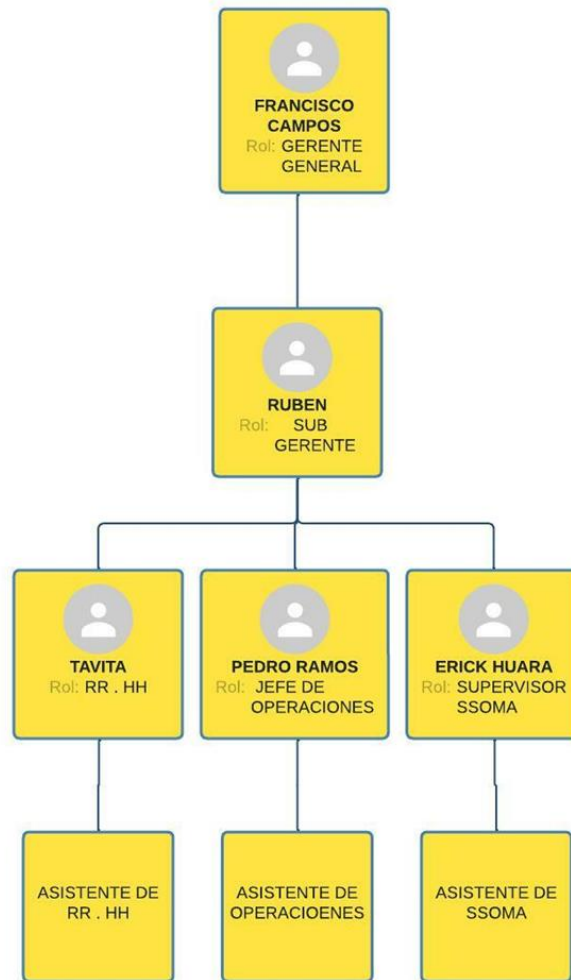 FRANCISCO
CAMPOS
Rol: GERENTE
GENERAL
RUBEN
Rol: SUB
GERENTE
TAVITA
Rol: RR . HH
PEDRO RAMOS
Rol: JEFE DE
OPERACIONES
ERICK HUARA
Rol: SUPERVISOR
SSOMA
ASISTENTE DE
RR . HH
ASISTENTE DE
OPERACIOENES
ASISTENTE DE
SSOMA